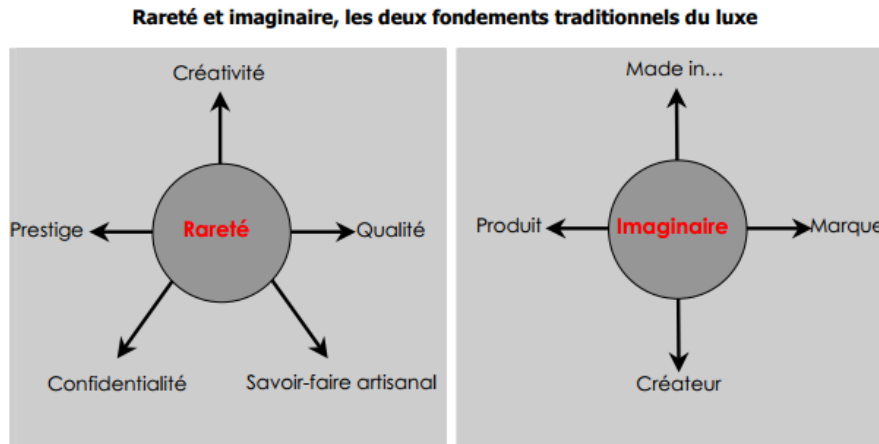 Rareté et imaginaire, les deux fondements traditionnels du luxe
Créativité
Prestige
Rareté
Qualité
Confidentialité
Savoir-faire artisanal
Made in...
Produit
Imaginaire
Marque
Créateur